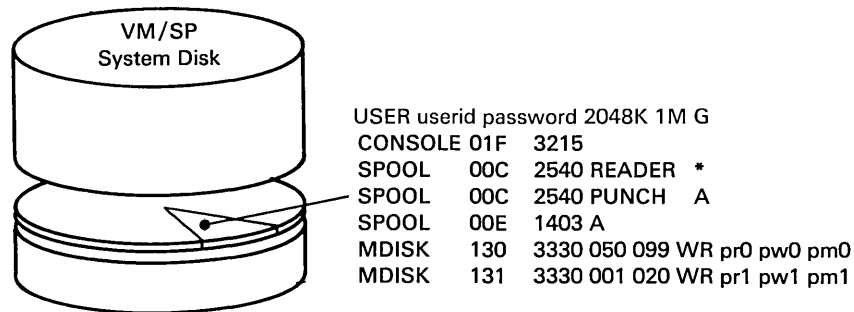 VM/SP
System Disk
USER userid password 2048K 1M G
CONSOLE 01F 3215
SPOOL 00C 2540 READER *
SPOOL 00C 2540 PUNCH A
SPOOL 00E 1403 A
MDISK 130 3330 050 099 WR pr0 pw0 pm0
MDISK 131 3330 001 020 WR pr1 pw1 pm1